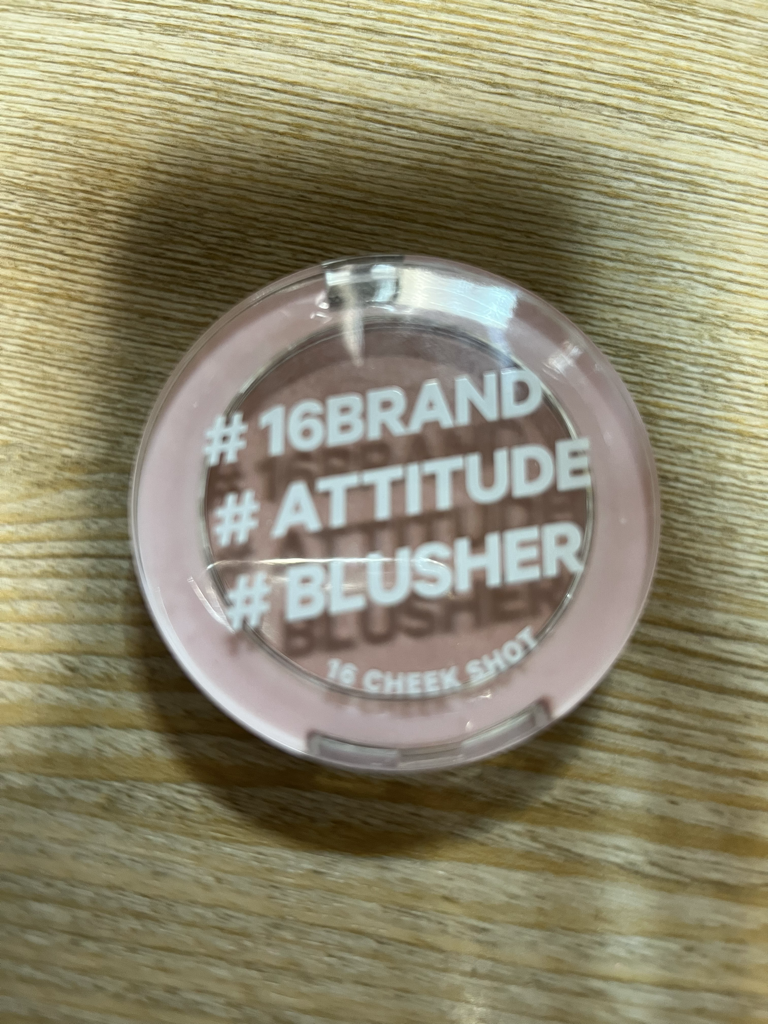 # 16BRAND
# ATTITUDE
# BLUSHER
16 CHEEK SHOT